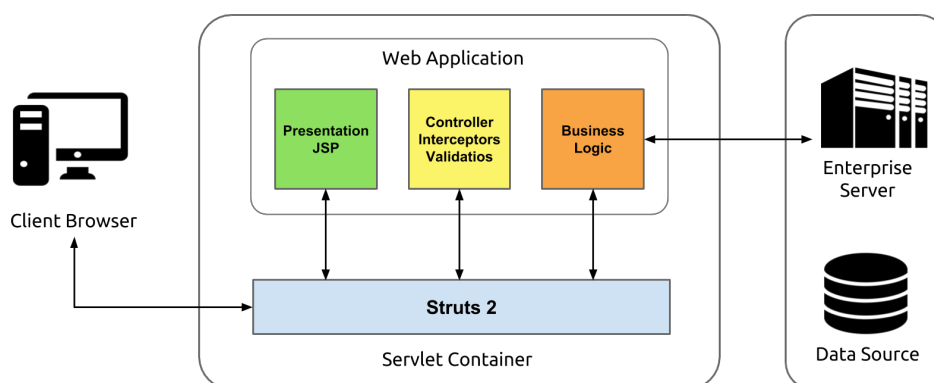 Web Application
Presentation
JSP
Controller
Interceptors
Validatios
Business
Logic
Client Browser
Enterprise
Server
Struts 2
Servlet Container
Data Source